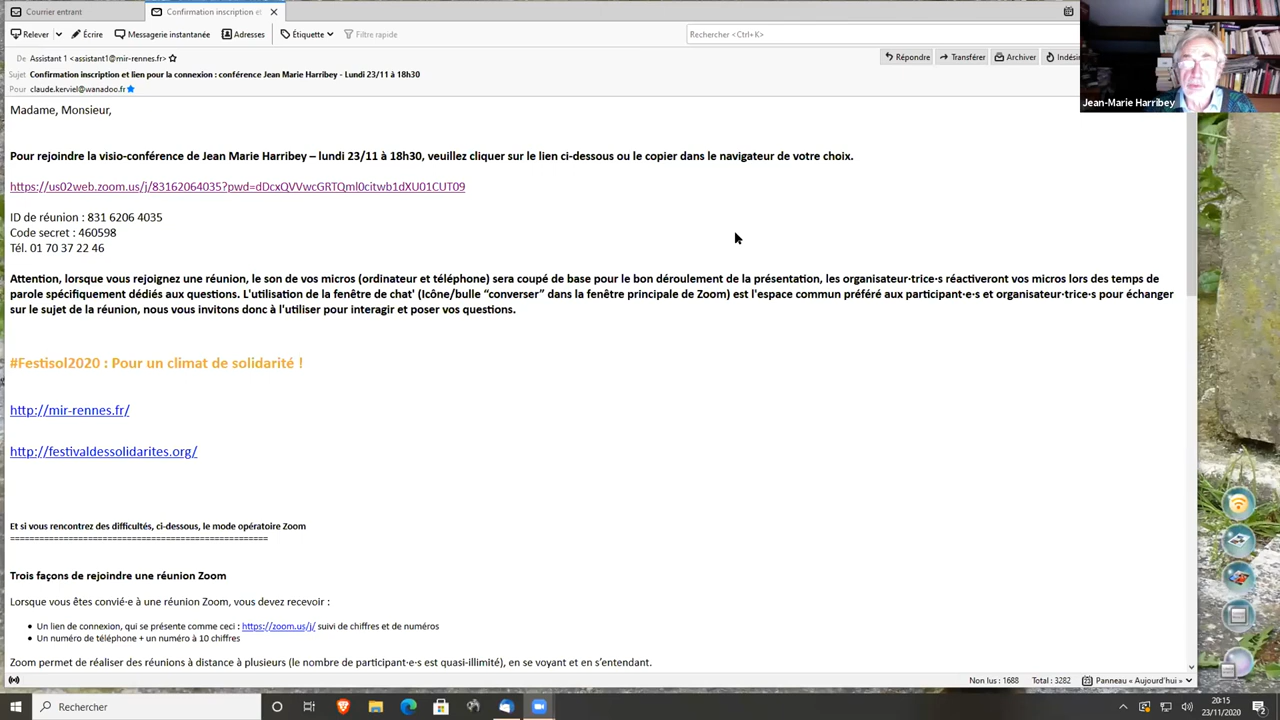 Courrier entrant
Confirmation inscription et
Relever
Écrire
Messagerie instantanée
Adresses
Étiquette
Filtre rapide
Rechercher <Ctrl+K>
De Assistant 1 <assistant1@mir-rennes.fr>
Répondre
Transférer
Archiver
Indési
Sujet Confirmation inscription et lien pour la connexion : conférence Jean Marie Harribey - Lundi 23/11 à 18h30
Pour claude.kerviel@wanadoo.fr
Jean-Marie Harribey
Madame, Monsieur,
Pour rejoindre la visio-conférence de Jean Marie Harribey – lundi 23/11 à 18h30, veuillez cliquer sur le lien ci-dessous ou le copier dans le navigateur de votre choix.
https://us02web.zoom.us/j/83162064035?pwd=dDcxQVVwcGRTQml0citwb1dXU01CUT09
ID de réunion : 831 6206 4035
Code secret : 460598
Tél. 01 70 37 22 46
Attention, lorsque vous rejoignez une réunion, le son de vos micros (ordinateur et téléphone) sera coupé de base pour le bon déroulement de la présentation, les organisateur·trice·s réactiveront vos micros lors des temps de
parole spécifiquement dédiés aux questions. L'utilisation de la fenêtre de chat' (Icône/bulle “converser” dans la fenêtre principale de Zoom) est l'espace commun préféré aux participant·e·s et organisateur·trice·s pour échanger
sur le sujet de la réunion, nous vous invitons donc à l'utiliser pour interagir et poser vos questions.
#Festisol2020 : Pour un climat de solidarité !
http://mir-rennes.fr/
http://festivaldessolidarites.org/
Et si vous rencontrez des difficultés, ci-dessous, le mode opératoire Zoom
====================================================
Trois façons de rejoindre une réunion Zoom
Lorsque vous êtes convié·e à une réunion Zoom, vous devez recevoir :
• Un lien de connexion, qui se présente comme ceci : https://zoom.us/j/ suivi de chiffres et de numéros
• Un numéro de téléphone + un numéro à 10 chiffres
Zoom permet de réaliser des réunions à distance à plusieurs (le nombre de participant·e·s est quasi-illimité), en se voyant et en s’entendant.
Non lus : 1688
Total : 3282
Panneau « Aujourd'hui »
Rechercher
20:15
23/11/2020
2